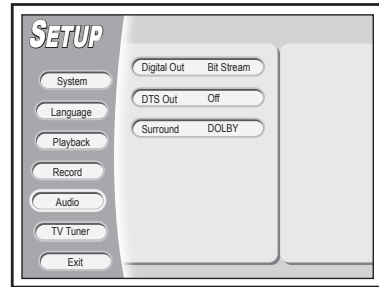 SETUP
System
Language
Playback
Record
Audio
TV Tuner
Exit
Digital Out Bit Stream
DTS Out Off
Surround DOLBY